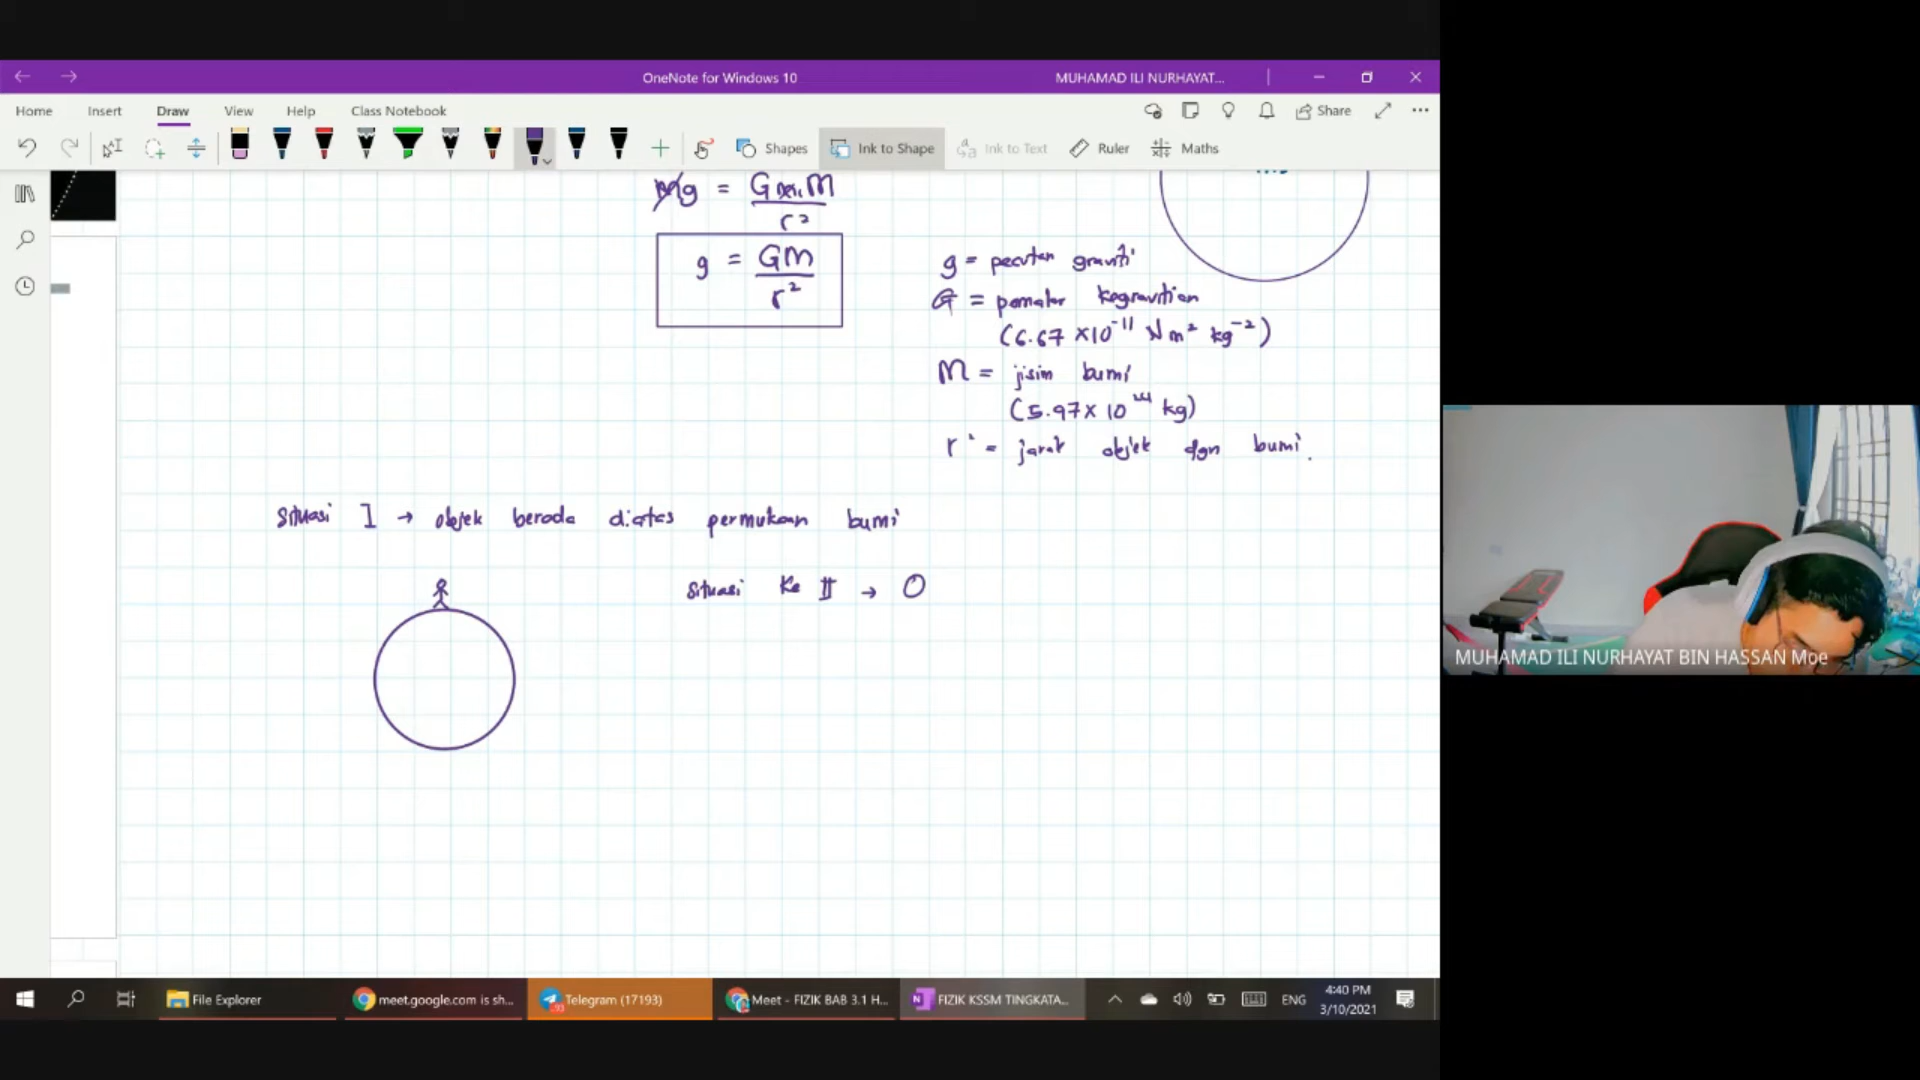 OneNote for Windows 10
MUHAMAD ILI NURHAYAT...
Home Insert Draw View Help Class Notebook
Share
Shapes Ink to Shape Ink to Text Ruler Maths
mg = GmM / r²
g = GM / r²
g = pecutan graviti
G = pemalar kegravitian
(6.67 × 10⁻¹¹ N m² kg⁻²)
M = jisim bumi
(5.97 × 10²⁴ kg)
r² = jarak objek dgn bumi.
Situasi I → objek berada diatas permukaan bumi
Situasi Ke II → O
MUHAMAD ILI NURHAYAT BIN HASSAN Moe
File Explorer
meet.google.com is sh...
Telegram (17193)
Meet - FIZIK BAB 3.1 H...
FIZIK KSSM TINGKATA...
ENG
4:40 PM
3/10/2021